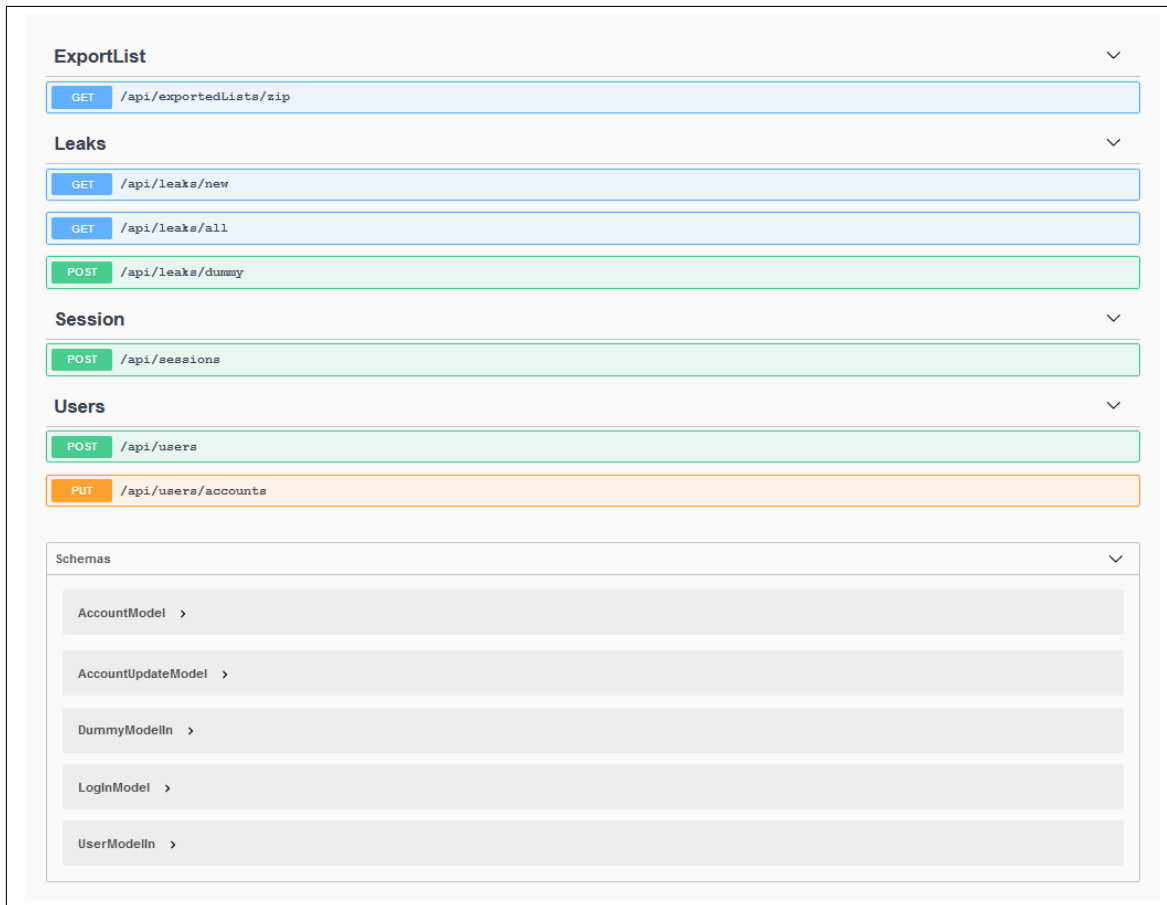 ExportList
GET /api/exportedLists/zip
Leaks
GET /api/leaks/new
GET /api/leaks/all
POST /api/leaks/dummy
Session
POST /api/sessions
Users
POST /api/users
PUT /api/users/accounts
Schemas
AccountModel
AccountUpdateModel
DummyModelIn
LogInModel
UserModelIn